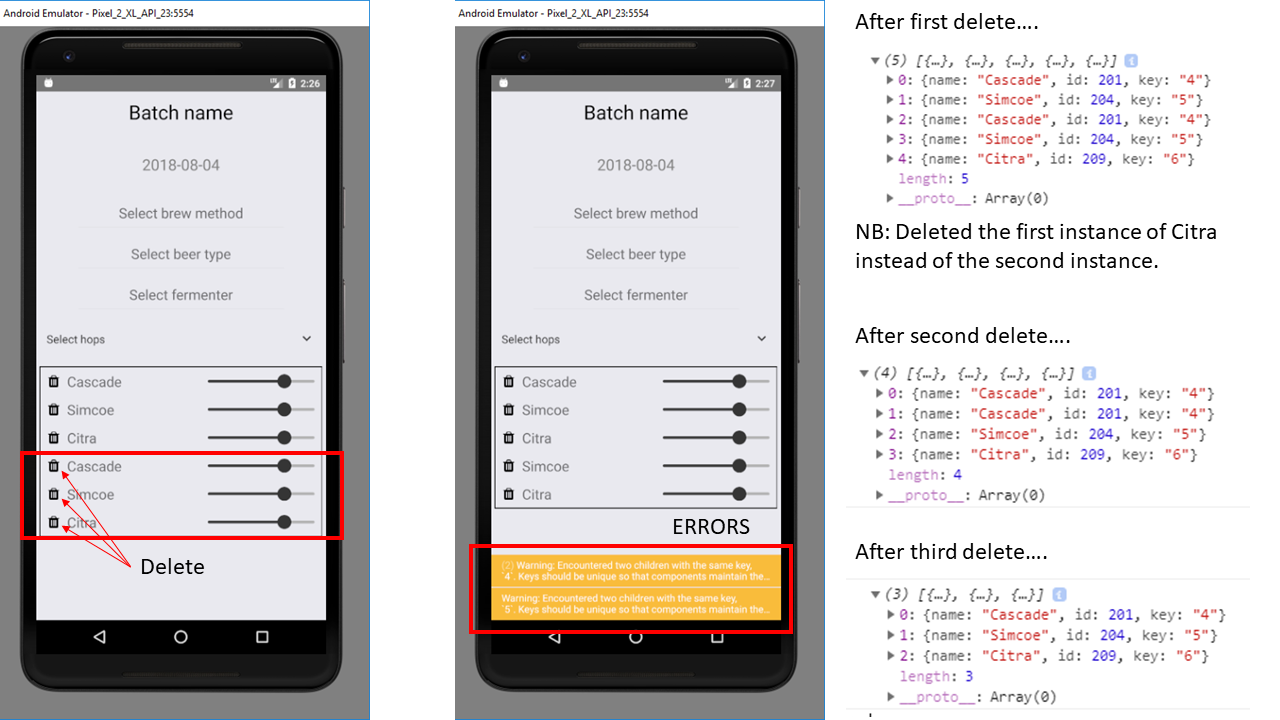 Android Emulator - Pixel_2_XL_API_23:5554
LTE 2:26
Batch name
2018-08-04
Select brew method
Select beer type
Select fermenter
Select hops
Cascade
Simcoe
Citra
Cascade
Simcoe
Citra
Delete
Android Emulator - Pixel_2_XL_API_23:5554
LTE 2:27
Batch name
2018-08-04
Select brew method
Select beer type
Select fermenter
Select hops
Cascade
Simcoe
Citra
Simcoe
Citra
ERRORS
(2) Warning: Encountered two children with the same key,
`4`. Keys should be unique so that components maintain the...
Warning: Encountered two children with the same key,
`5`. Keys should be unique so that components maintain the...
After first delete....
▼(5) [{…}, {…}, {…}, {…}, {…}] i
▶0: {name: "Cascade", id: 201, key: "4"}
▶1: {name: "Simcoe", id: 204, key: "5"}
▶2: {name: "Cascade", id: 201, key: "4"}
▶3: {name: "Simcoe", id: 204, key: "5"}
▶4: {name: "Citra", id: 209, key: "6"}
length: 5
▶__proto__: Array(0)
NB: Deleted the first instance of Citra
instead of the second instance.
After second delete....
▼(4) [{…}, {…}, {…}, {…}] i
▶0: {name: "Cascade", id: 201, key: "4"}
▶1: {name: "Cascade", id: 201, key: "4"}
▶2: {name: "Simcoe", id: 204, key: "5"}
▶3: {name: "Citra", id: 209, key: "6"}
length: 4
▶__proto__: Array(0)
After third delete....
▼(3) [{…}, {…}, {…}] i
▶0: {name: "Cascade", id: 201, key: "4"}
▶1: {name: "Simcoe", id: 204, key: "5"}
▶2: {name: "Citra", id: 209, key: "6"}
length: 3
▶__proto__: Array(0)